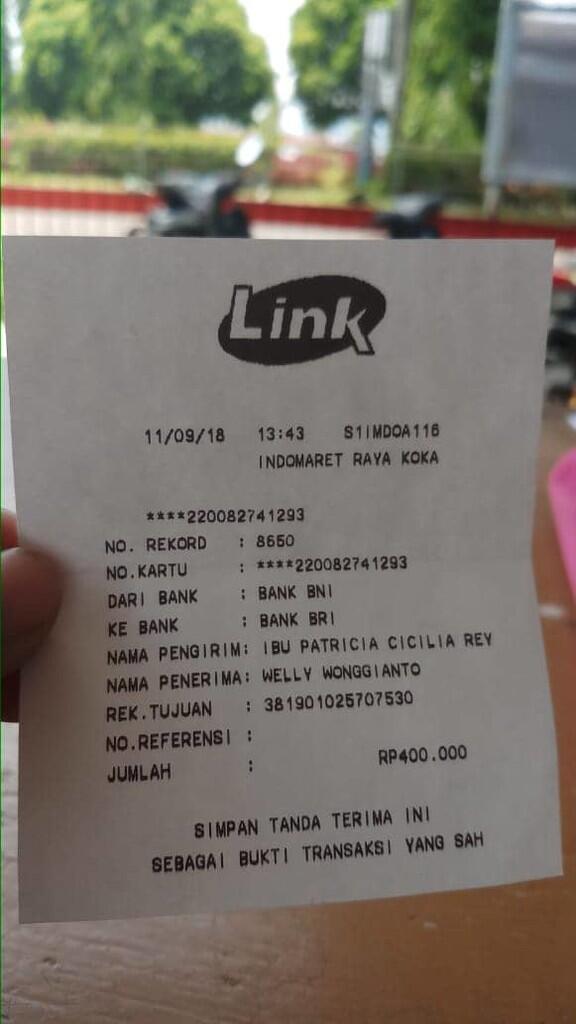 Link
11/09/18 13:43 S1IMDOA116
INDOMARET RAYA KOKA
****220082741293
NO. REKORD : 8650
NO.KARTU : ****220082741293
DARI BANK : BANK BNI
KE BANK : BANK BRI
NAMA PENGIRIM: IBU PATRICIA CICILIA REY
NAMA PENERIMA: WELLY WONGGIANTO
REK.TUJUAN : 381901025707530
NO.REFERENSI :
JUMLAH : RP400.000
SIMPAN TANDA TERIMA INI
SEBAGAI BUKTI TRANSAKSI YANG SAH